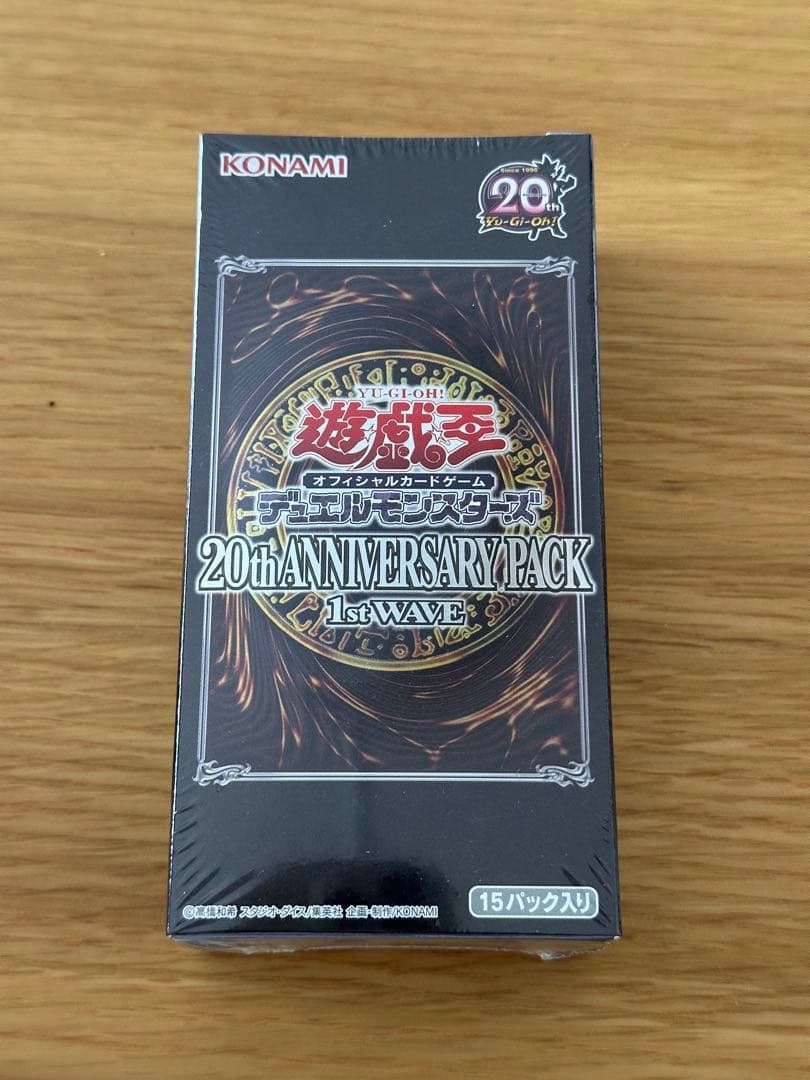 KONAMI
Since 1996
20th
Yu-Gi-Oh!
YU-GI-OH!
遊戯王
オフィシャルカードゲーム
デュエルモンスターズ
20th ANNIVERSARY PACK
1st WAVE
15パック入り
©高橋和希 スタジオ・ダイス/集英社 企画・制作/KONAMI